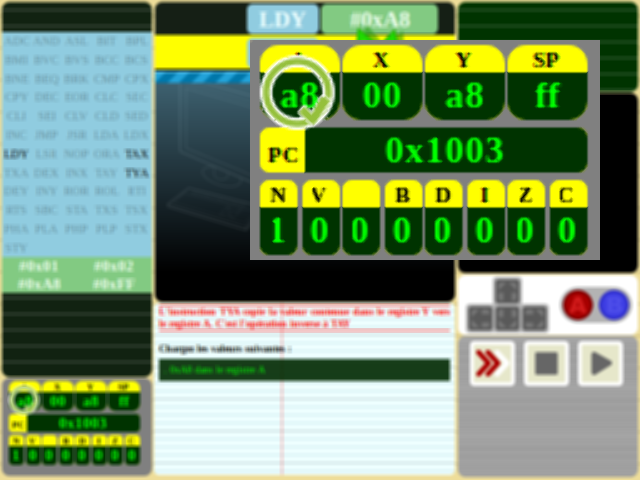 LDY #0xA8
ADC AND ASL BIT BPL
BMI BVC BVS BCC BCS
BNE BEQ BRK CMP CPX
CPY DEC EOR CLC SEC
CLI SEI CLV CLD SED
INC JMP JSR LDA LDX
LDY LSR NOP ORA TAX
TXA DEX INX TAY TYA
DEY INY ROR ROL RTI
RTS SBC STA TXS TSX
PHA PLA PHP PLP STX
STY
#0x01 #0x02
#0xA8 #0xFF
X Y SP
a8 00 a8 ff
PC 0x1003
N V B D I Z C
1 0 0 0 0 0 0 0
L'instruction TYA copie la valeur contenue dans le registre Y vers
le registre A. C'est l'opération inverse à TAY
Charger les valeurs suivantes :
- 0xA8 dans le registre A
X Y SP
a8 00 a8 ff
PC 0x1003
N V B D I Z C
1 0 0 0 0 0 0 0
A B